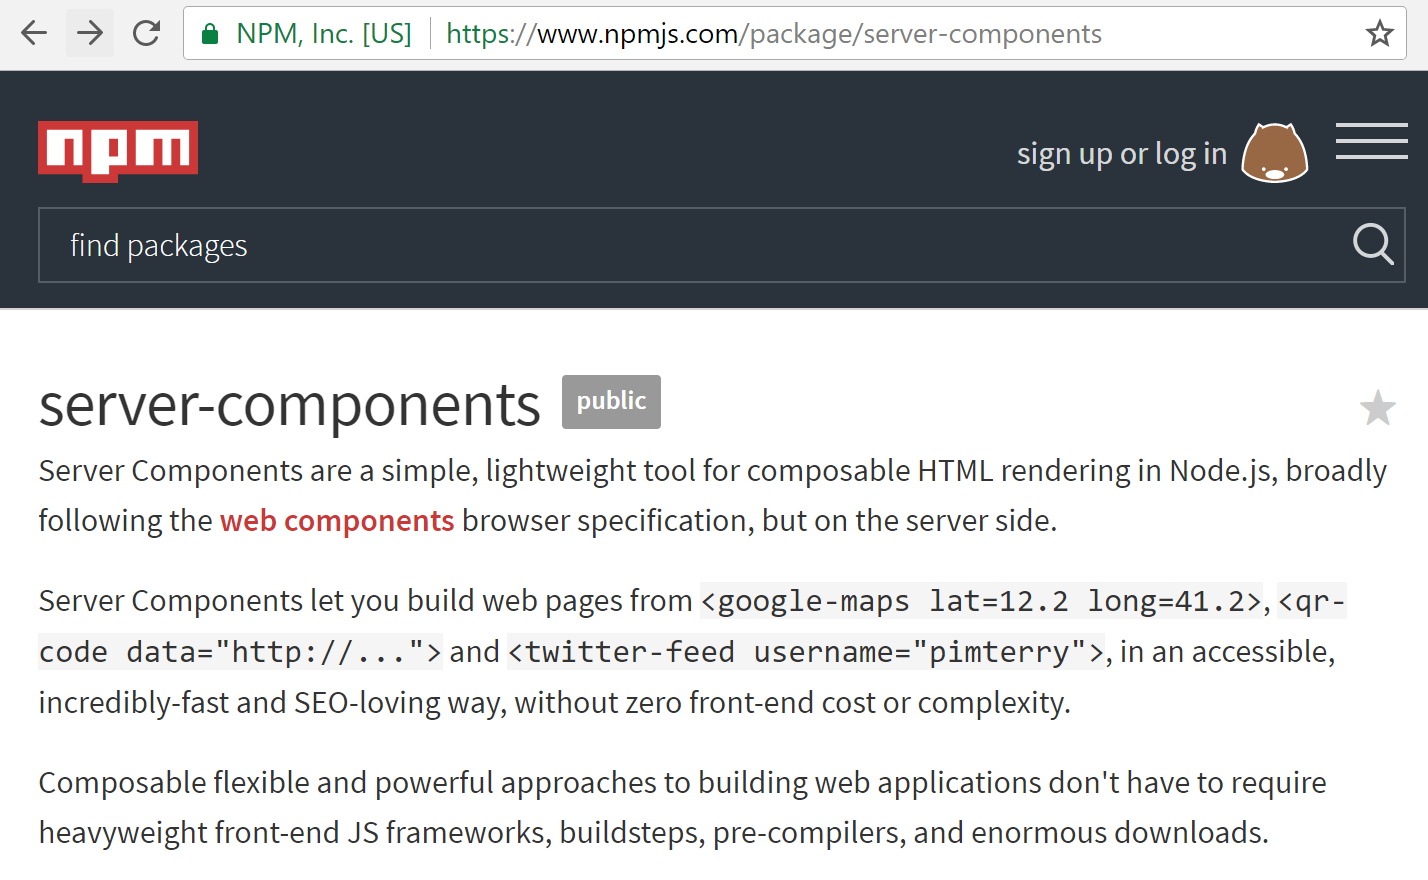 NPM, Inc. [US] https://www.npmjs.com/package/server-components
npm
sign up or log in
find packages
server-components public
Server Components are a simple, lightweight tool for composable HTML rendering in Node.js, broadly
following the web components browser specification, but on the server side.
Server Components let you build web pages from <google-maps lat=12.2 long=41.2>, <qr-
code data="http://..."> and <twitter-feed username="pimterry">, in an accessible,
incredibly-fast and SEO-loving way, without zero front-end cost or complexity.
Composable flexible and powerful approaches to building web applications don't have to require
heavyweight front-end JS frameworks, buildsteps, pre-compilers, and enormous downloads.